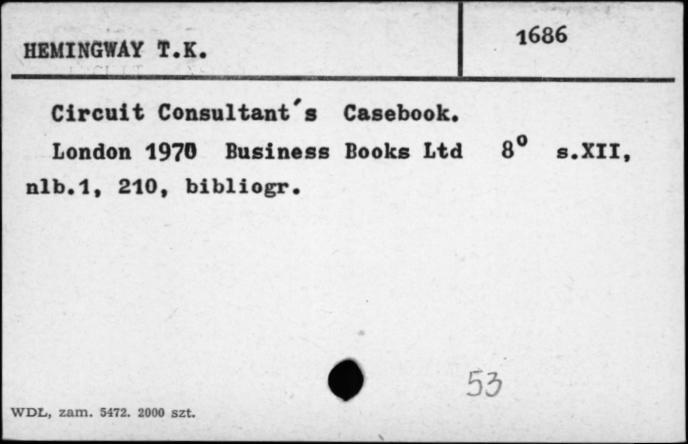 HEMINGWAY T.K.
1686
Circuit Consultant´s Casebook.
London 1970 Business Books Ltd 8° s.XII,
nlb.1, 210, bibliogr.
53
WDL, zam. 5472. 2000 szt.